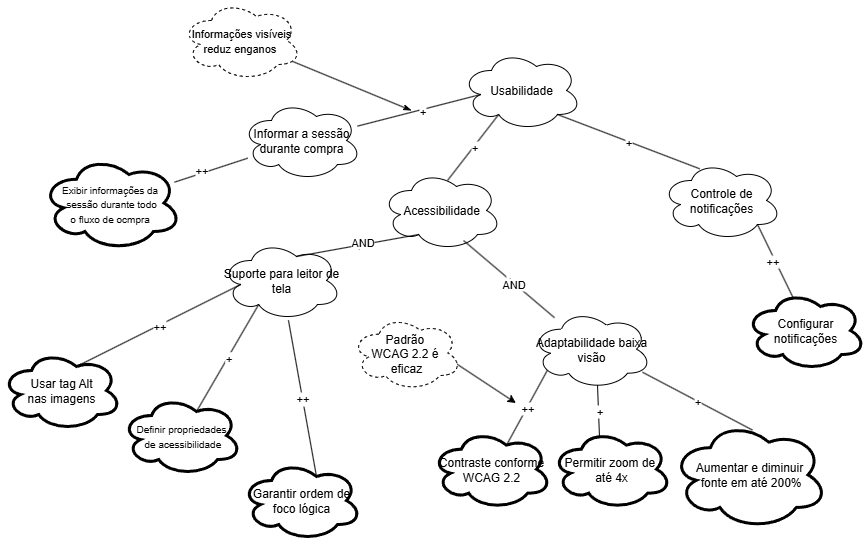 Informações visíveis
reduz enganos
Usabilidade
+
Informar a sessão
durante compra
+
+
++
Exibir informações da
sessão durante todo
o fluxo de ocmpra
Acessibilidade
Controle de
notificações
AND
Suporte para leitor de
tela
++
AND
Configurar
notificações
Padrão
WCAG 2.2 é
eficaz
Adaptabilidade baixa
visão
++
+
Usar tag Alt
nas imagens
++
++
+
+
Definir propriedades
de acessibilidade
Contraste conforme
WCAG 2.2
Permitir zoom de
até 4x
Aumentar e diminuir
fonte em até 200%
Garantir ordem de
foco lógica